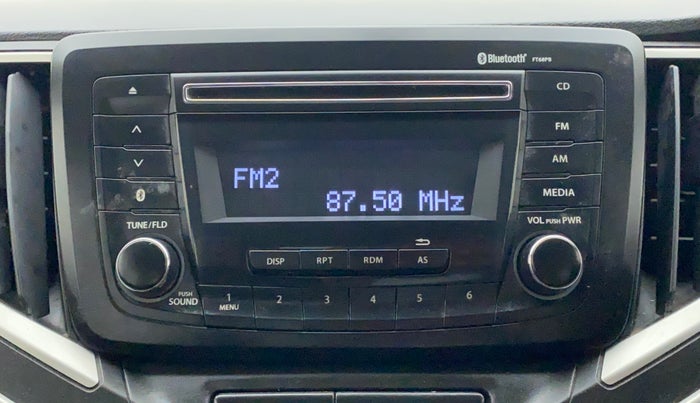 Bluetooth FT68PS
CD
FM
FM2
AM
87.50 MHz
MEDIA
TUNE/FLD
VOL PUSH PWR
DISP RPT RDM AS
PUSH
SOUND
1 2 3 4 5 6
MENU